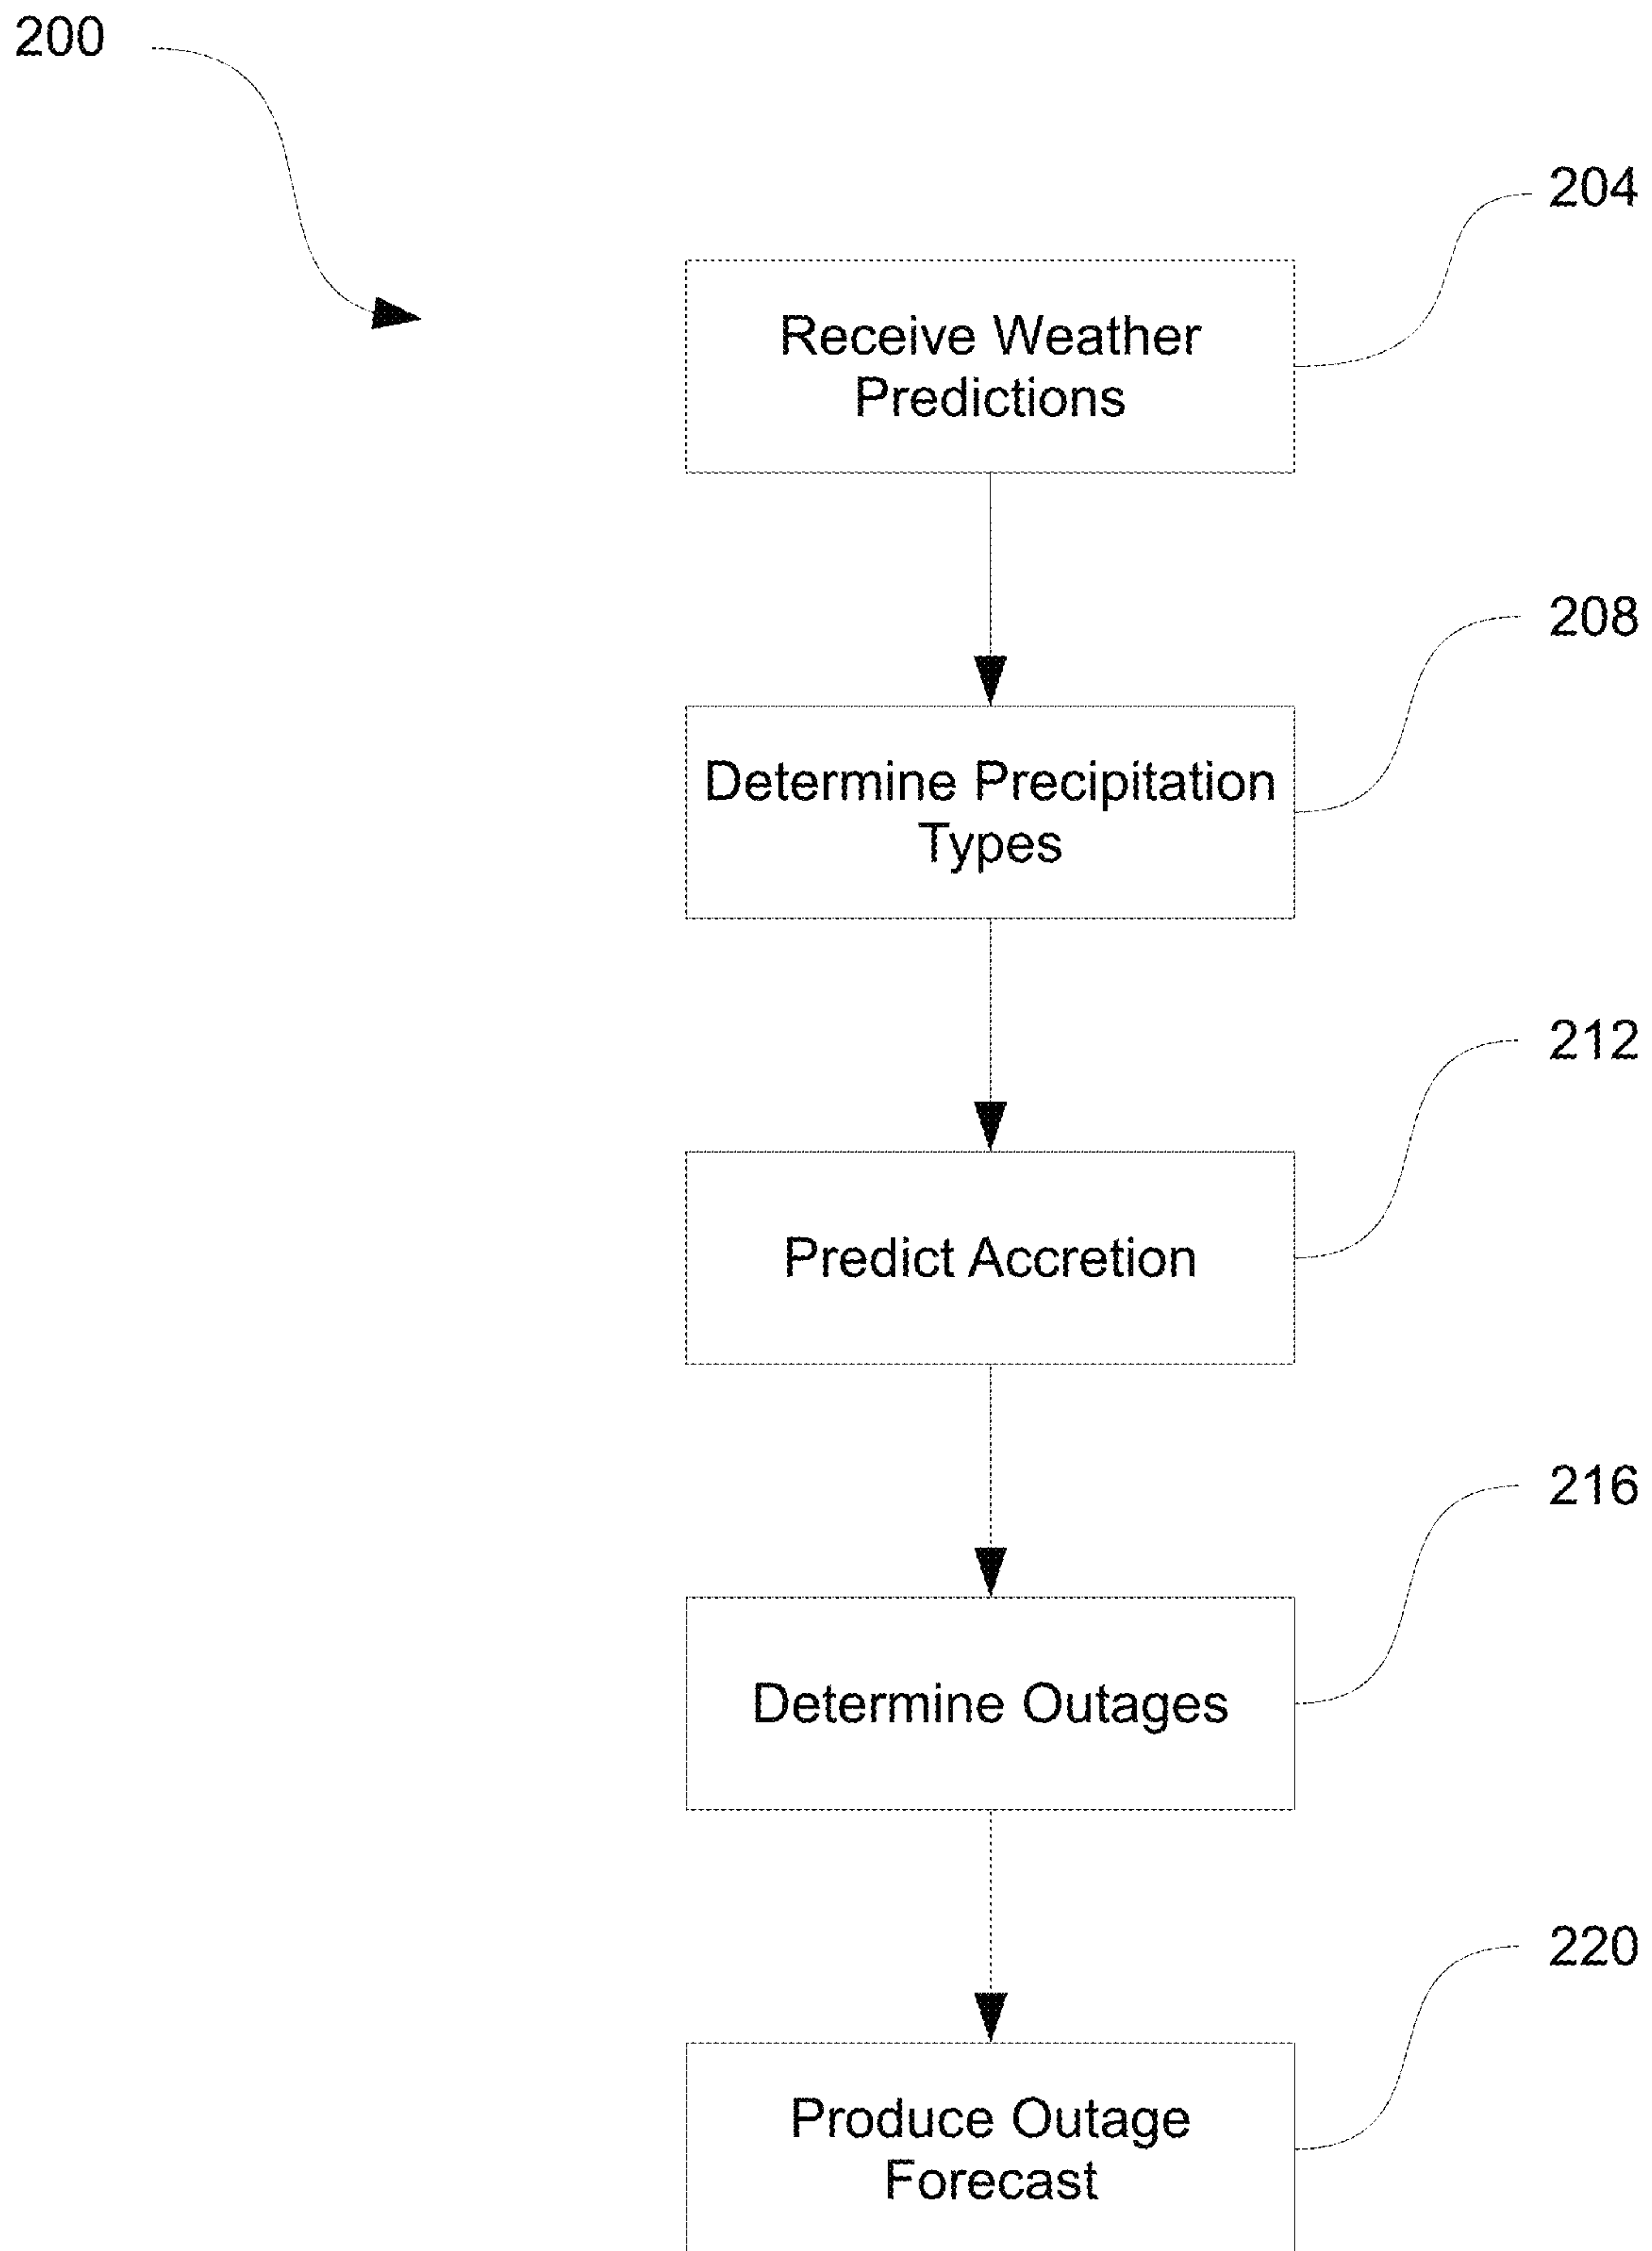 200
204
Receive Weather
Predictions
208
Determine Precipitation
Types
212
Predict Accretion
216
Determine Outages
220
Produce Outage
Forecast